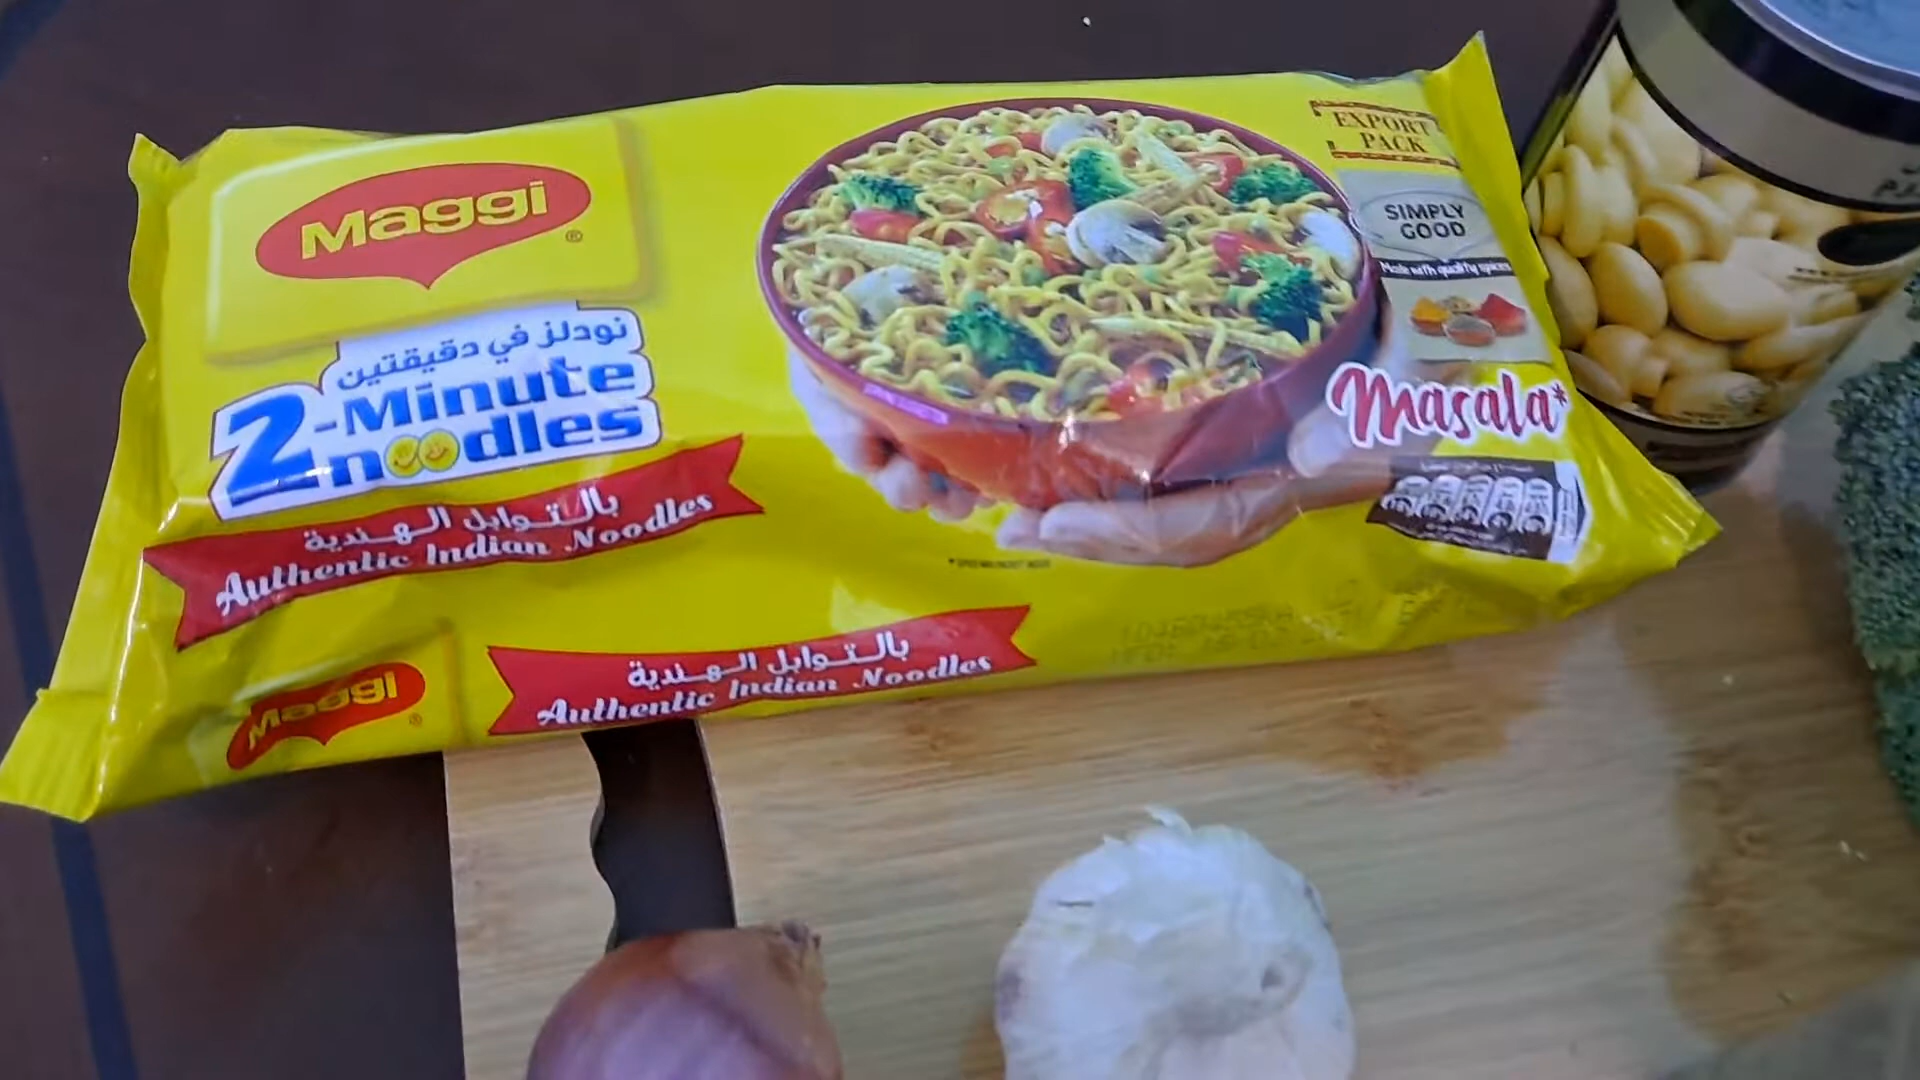 Maggi
نودلز في دقيقتين
2-Minute
noodles
بالتوابل الهندية
Authentic Indian Noodles
EXPORT
PACK
SIMPLY
GOOD
Made with quality spices
Masala*
Maggi
بالتوابل الهندية
Authentic Indian Noodles